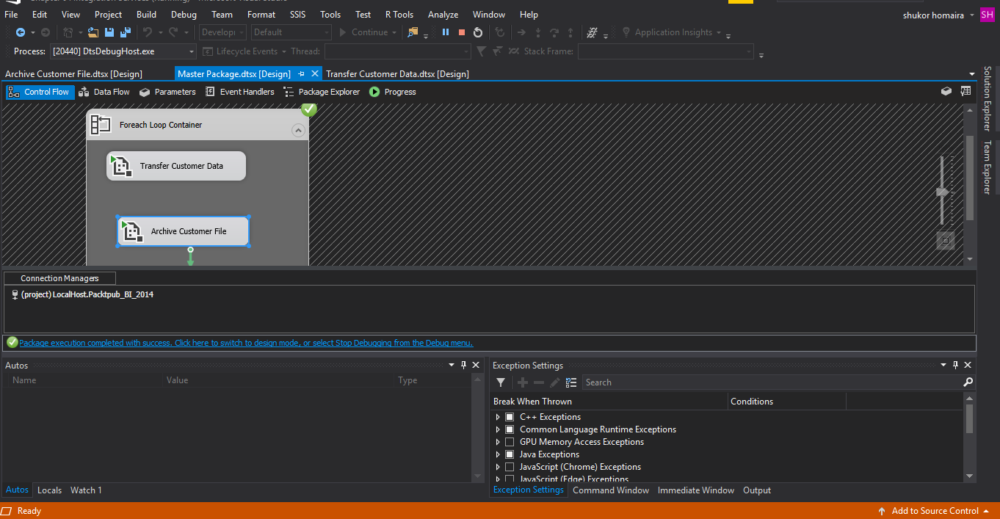 File Edit View Project Build Debug Team Format SSIS Tools Test R Tools Analyze Window Help
shukor homaira SH
Developı Default Continue Application Insights
Process: [20440] DtsDebugHost.exe Lifecycle Events Thread: Stack Frame:
Archive Customer File.dtsx [Design] Master Package.dtsx [Design] Transfer Customer Data.dtsx [Design]
Control Flow Data Flow Parameters Event Handlers Package Explorer Progress
Foreach Loop Container
Transfer Customer Data
Archive Customer File
Solution Explorer
Team Explorer
Connection Managers
(project) LocalHost.Packtpub_BI_2014
Package execution completed with success. Click here to switch to design mode, or select Stop Debugging from the Debug menu.
Autos
Name Value Type
Autos Locals Watch 1
Exception Settings
Search
Break When Thrown Conditions
C++ Exceptions
Common Language Runtime Exceptions
GPU Memory Access Exceptions
Java Exceptions
JavaScript (Chrome) Exceptions
JavaScript (Edge) Exceptions
Exception Settings Command Window Immediate Window Output
Ready Add to Source Control